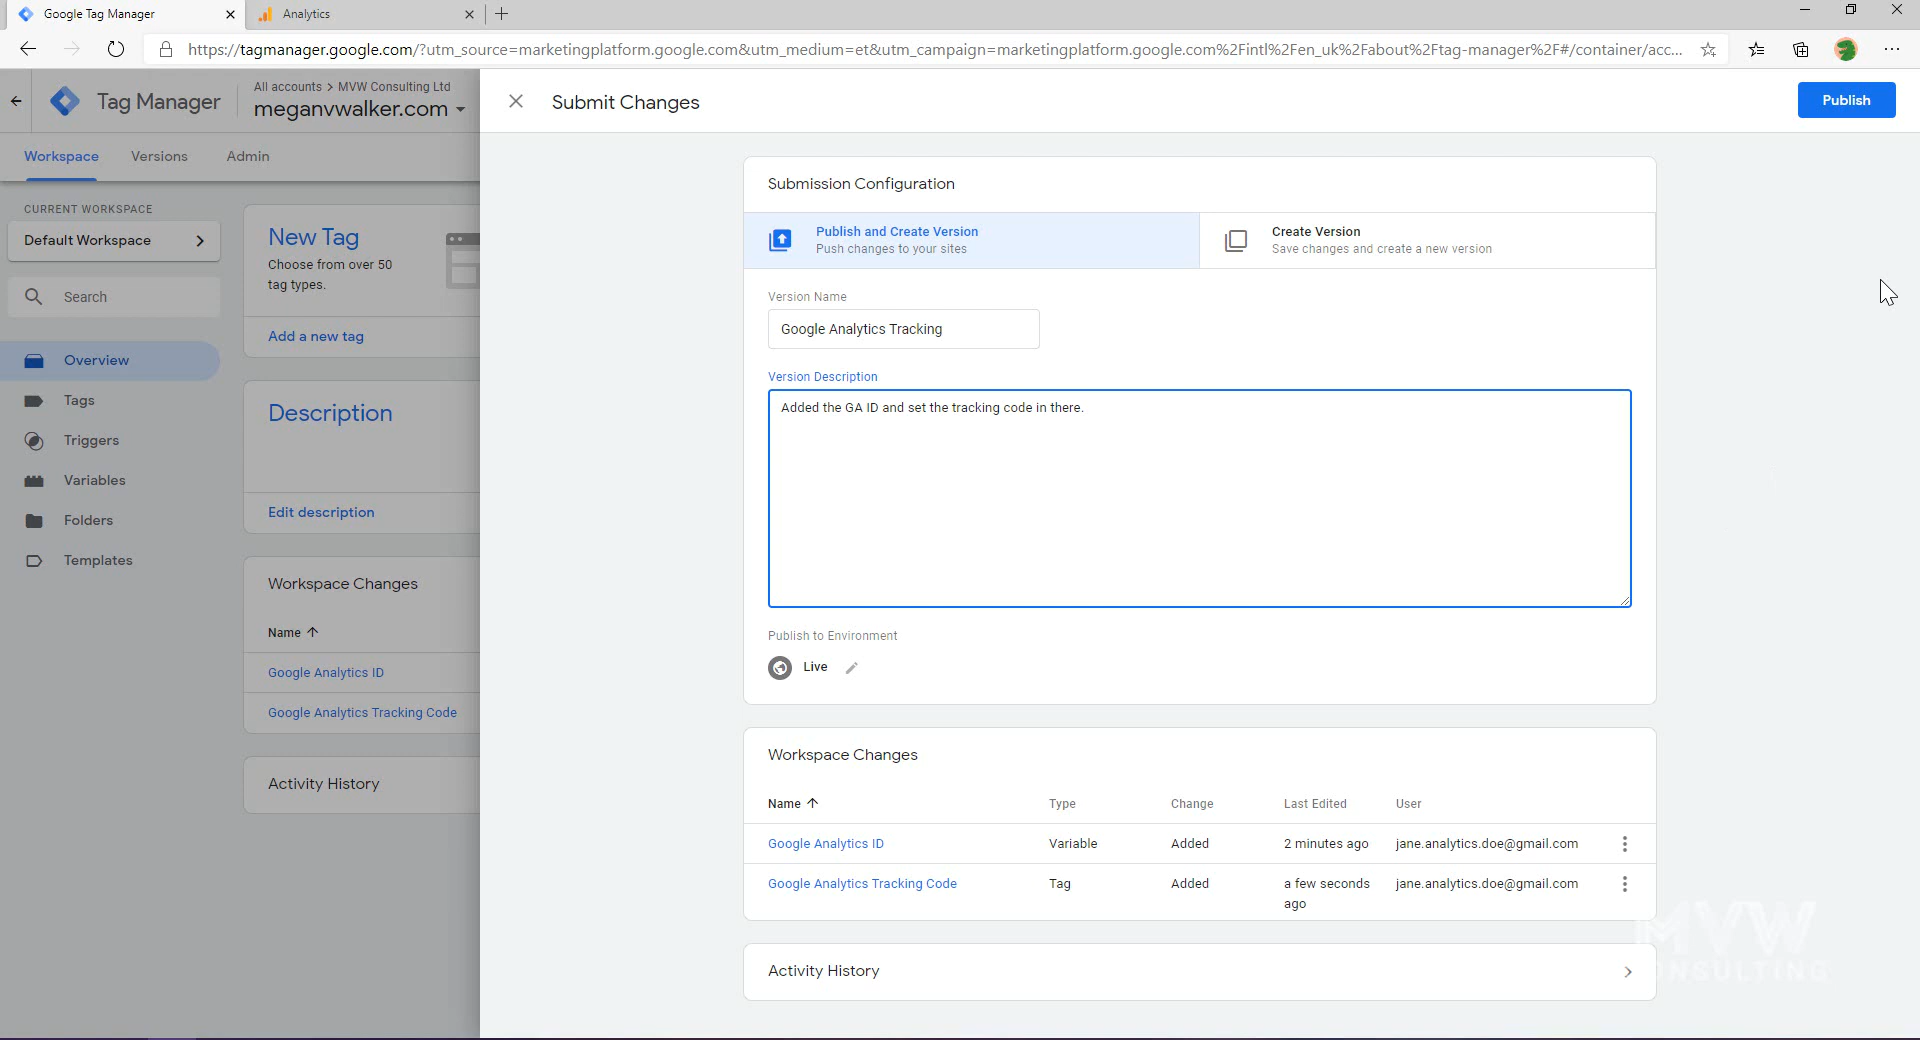 Google Tag Manager
Analytics
https://tagmanager.google.com/?utm_source=marketingplatform.google.com&utm_medium=et&utm_campaign=marketingplatform.google.com%2Fintl%2Fen_uk%2Fabout%2Ftag-manager%2F#/container/acc...
Tag Manager
All accounts > MVW Consulting Ltd
meganvwalker.com
Submit Changes
Publish
Workspace
Versions
Admin
CURRENT WORKSPACE
Default Workspace
Search
Overview
Tags
Triggers
Variables
Folders
Templates
New Tag
Choose from over 50
tag types.
Add a new tag
Description
Edit description
Workspace Changes
Name
Google Analytics ID
Google Analytics Tracking Code
Activity History
Submission Configuration
Publish and Create Version
Push changes to your sites
Create Version
Save changes and create a new version
Version Name
Google Analytics Tracking
Version Description
Added the GA ID and set the tracking code in there.
Publish to Environment
Live
Workspace Changes
Name Type Change Last Edited User
Google Analytics ID Variable Added 2 minutes ago jane.analytics.doe@gmail.com
Google Analytics Tracking Code Tag Added a few seconds jane.analytics.doe@gmail.com
ago
Activity History
MVW
CONSULTING